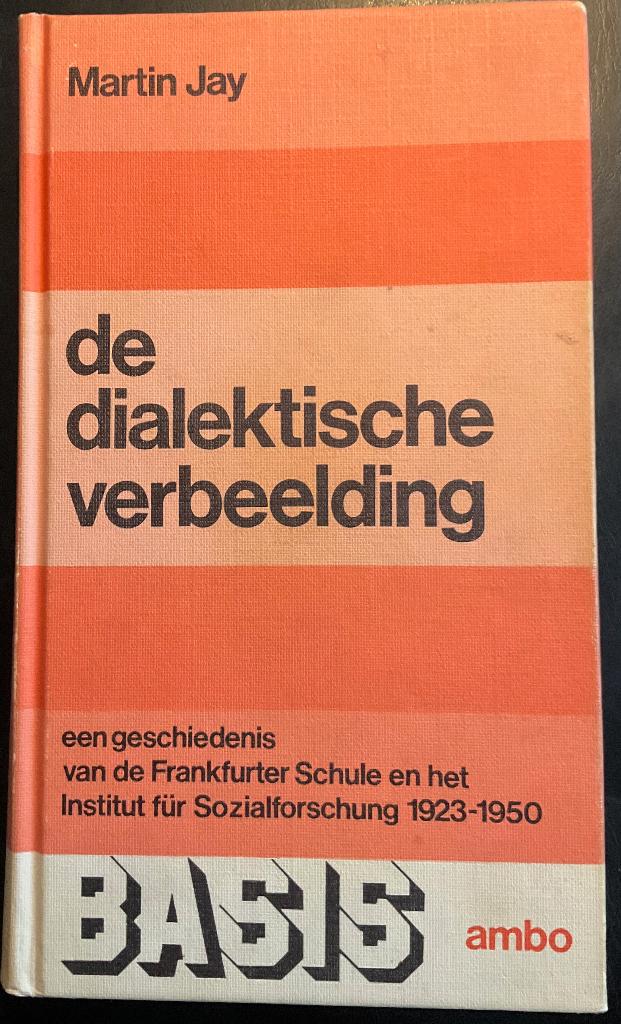 Martin Jay
de
dialektische
verbeelding
een geschiedenis
van de Frankfurter Schule en het
Institut für Sozialforschung 1923-1950
BASIS
ambo